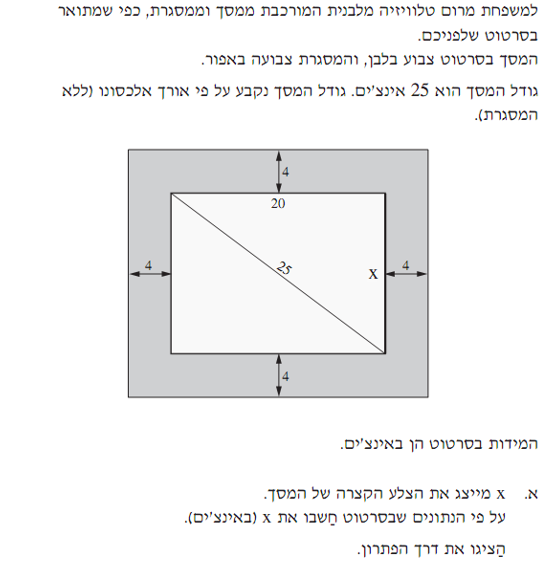 למשפחת מרום טלוויזיה מלבנית המורכבת ממסך וממסגרת, כפי שמתואר
בסרטוט שלפניכם.
המסך בסרטוט צבוע בלבן, והמסגרת צבועה באפור.
גודל המסך הוא 25 אינצ'ים. גודל המסך נקבע על פי אורך אלכסונו (ללא
המסגרת).
4
20
4
25
x
4
4
המידות בסרטוט הן באינצ'ים.
א. x מייצג את הצלע הקצרה של המסך.
על פי הנתונים שבסרטוט חַשבו את x (באינצ'ים).
הַציגו את דרך הפתרון.